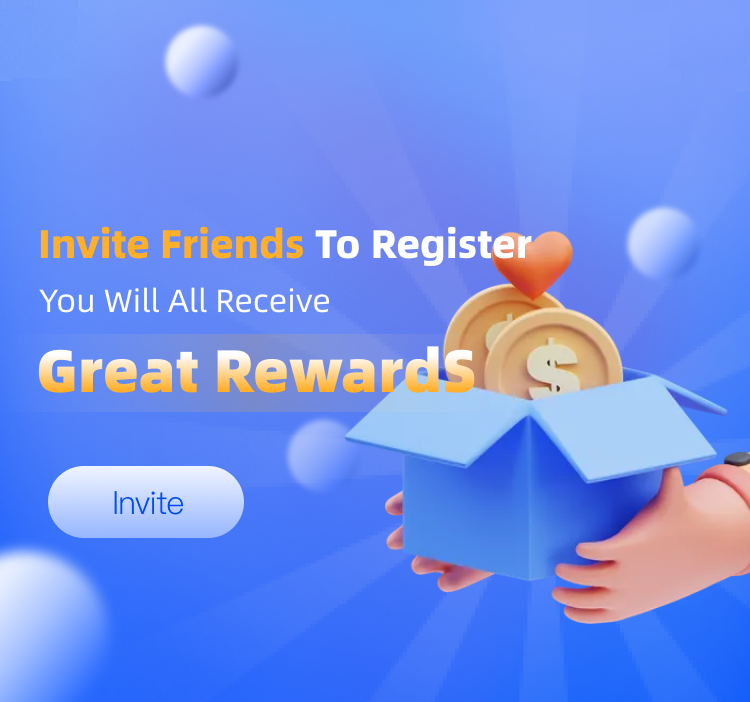 Invite Friends To Register
You Will All Receive
Great RewardS
$
$
Invite